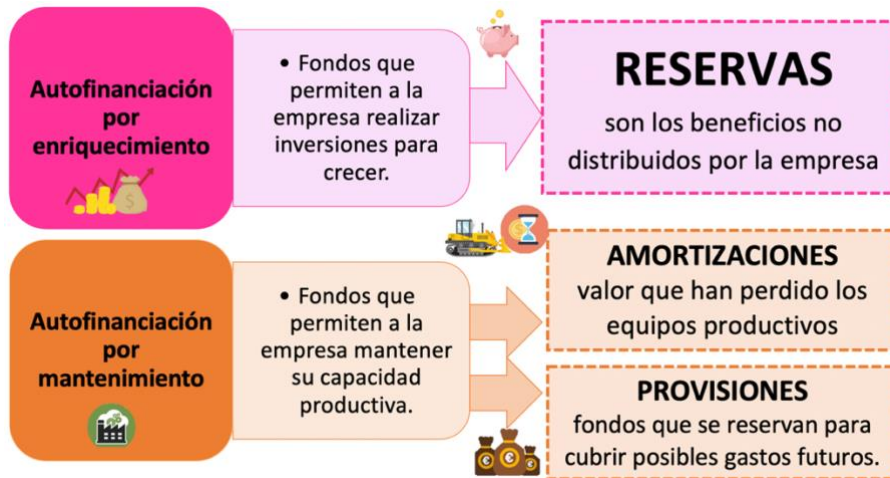 Autofinanciación
por
enriquecimiento
• Fondos que
permiten a la
empresa realizar
inversiones para
crecer.
RESERVAS
son los beneficios no
distribuidos por la empresa
Autofinanciación
por
mantenimiento
• Fondos que
permiten a la
empresa mantener
su capacidad
productiva.
AMORTIZACIONES
valor que han perdido los
equipos productivos
PROVISIONES
fondos que se reservan para
cubrir posibles gastos futuros.